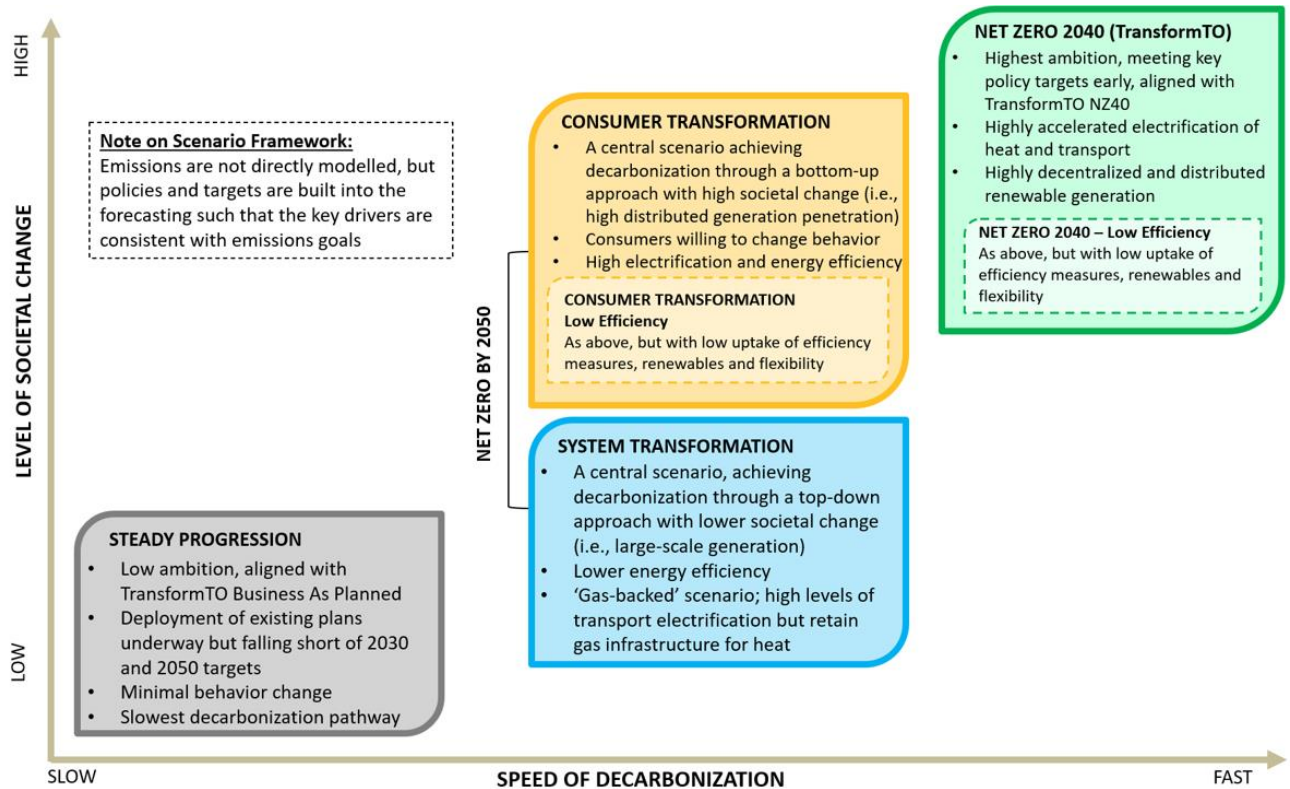 HIGH
LEVEL OF SOCIETAL CHANGE
LOW
Note on Scenario Framework:
Emissions are not directly modelled, but
policies and targets are built into the
forecasting such that the key drivers are
consistent with emissions goals
NET ZERO 2040 (TransformTO)
• Highest ambition, meeting key
policy targets early, aligned with
TransformTO NZ40
• Highly accelerated electrification of
heat and transport
• Highly decentralized and distributed
renewable generation
NET ZERO 2040 – Low Efficiency
As above, but with low uptake of
efficiency measures, renewables and
flexibility
CONSUMER TRANSFORMATION
• A central scenario achieving
decarbonization through a bottom-up
approach with high societal change (i.e.,
high distributed generation penetration)
• Consumers willing to change behavior
• High electrification and energy efficiency
CONSUMER TRANSFORMATION
Low Efficiency
As above, but with low uptake of efficiency
measures, renewables and flexibility
NET ZERO BY 2050
SYSTEM TRANSFORMATION
• A central scenario, achieving
decarbonization through a top-down
approach with lower societal change
(i.e., large-scale generation)
• Lower energy efficiency
• ‘Gas-backed’ scenario; high levels of
transport electrification but retain
gas infrastructure for heat
STEADY PROGRESSION
• Low ambition, aligned with
TransformTO Business As Planned
• Deployment of existing plans
underway but falling short of 2030
and 2050 targets
• Minimal behavior change
• Slowest decarbonization pathway
SLOW
SPEED OF DECARBONIZATION
FAST